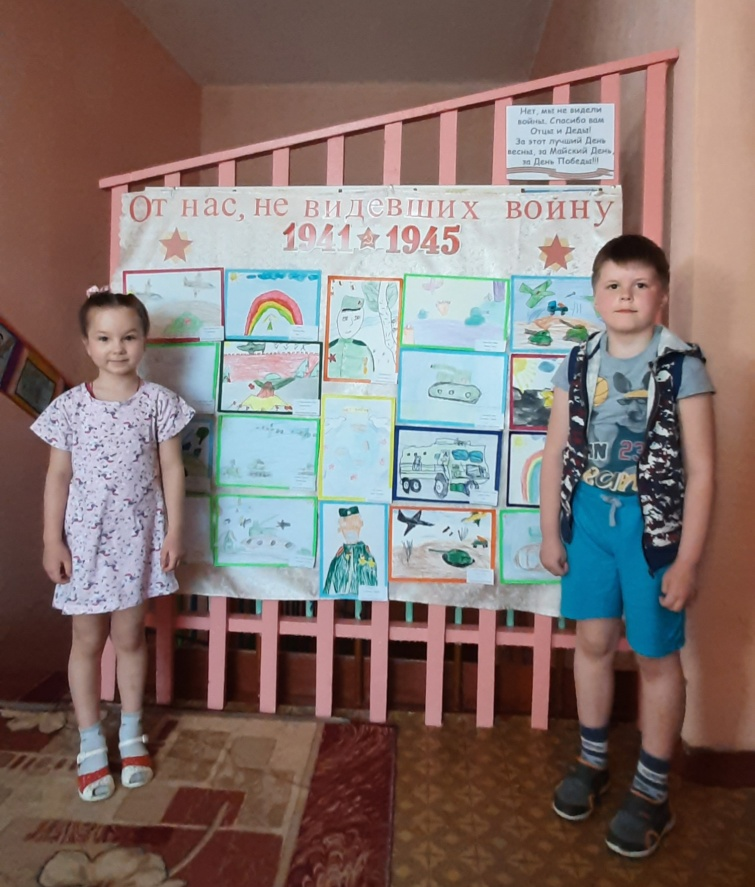 Нет, мы не видели
войны. Спасибо вам
Отцы и Деды!
За этот лучший День
весны, за Майский День,
за День Победы!!!
От нас, не видевших войну
1941 1945
23